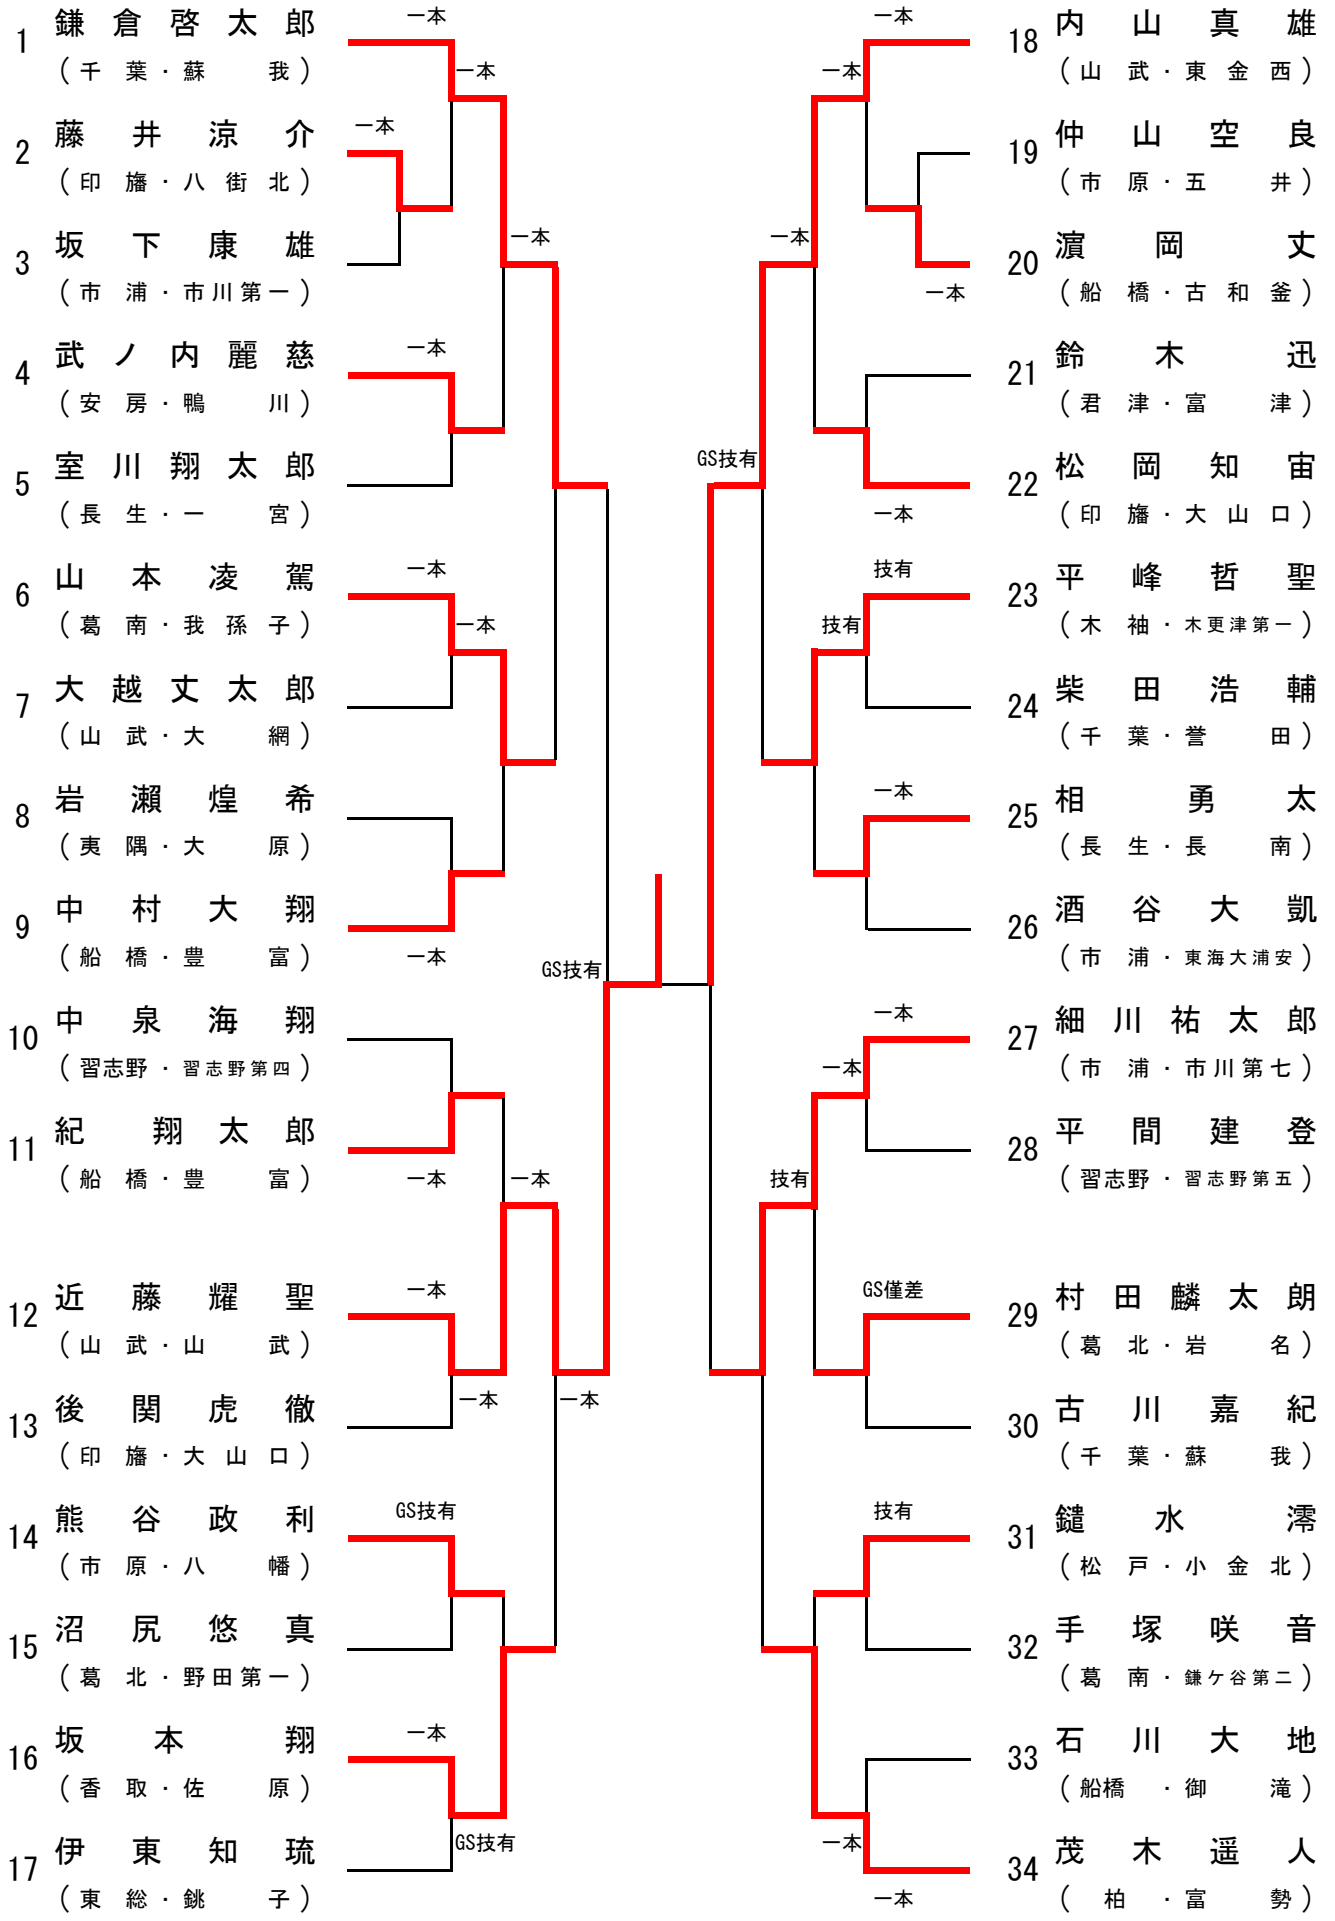 1 鎌倉啓太郎
(千葉・蘇我)
一本
一本
2 藤井涼介
(印旛・八街北)
一本
3 坂下康雄
(市浦・市川第一)
一本
4 武ノ内麗慈
(安房・鴨川)
一本
5 室川翔太郎
(長生・一宮)
6 山本凌駕
(葛南・我孫子)
一本
一本
7 大越丈太郎
(山武・大網)
8 岩瀬煌希
(夷隅・大原)
9 中村大翔
(船橋・豊富)
一本
GS技有
10 中泉海翔
(習志野・習志野第四)
11 紀翔太郎
(船橋・豊富)
一本
一本
12 近藤耀聖
(山武・山武)
一本
13 後関虎徹
(印旛・大山口)
一本
一本
14 熊谷政利
(市原・八幡)
GS技有
15 沼尻悠真
(葛北・野田第一)
16 坂本翔
(香取・佐原)
一本
17 伊東知琉
(東総・銚子)
GS技有
一本
18 内山真雄
(山武・東金西)
一本
19 仲山空良
(市原・五井)
一本
20 濵岡丈
(船橋・古和釜)
一本
21 鈴木迅
(君津・富津)
GS技有
22 松岡知宙
(印旛・大山口)
一本
技有
23 平峰哲聖
(木袖・木更津第一)
技有
24 柴田浩輔
(千葉・誉田)
一本
25 相勇太
(長生・長南)
26 酒谷大凱
(市浦・東海大浦安)
一本
27 細川祐太郎
(市浦・市川第七)
一本
28 平間建登
(習志野・習志野第五)
技有
GS僅差
29 村田麟太朗
(葛北・岩名)
30 古川嘉紀
(千葉・蘇我)
技有
31 鑓水澪
(松戸・小金北)
32 手塚咲音
(葛南・鎌ケ谷第二)
33 石川大地
(船橋・御滝)
一本
34 茂木遥人
(柏・富勢)
一本